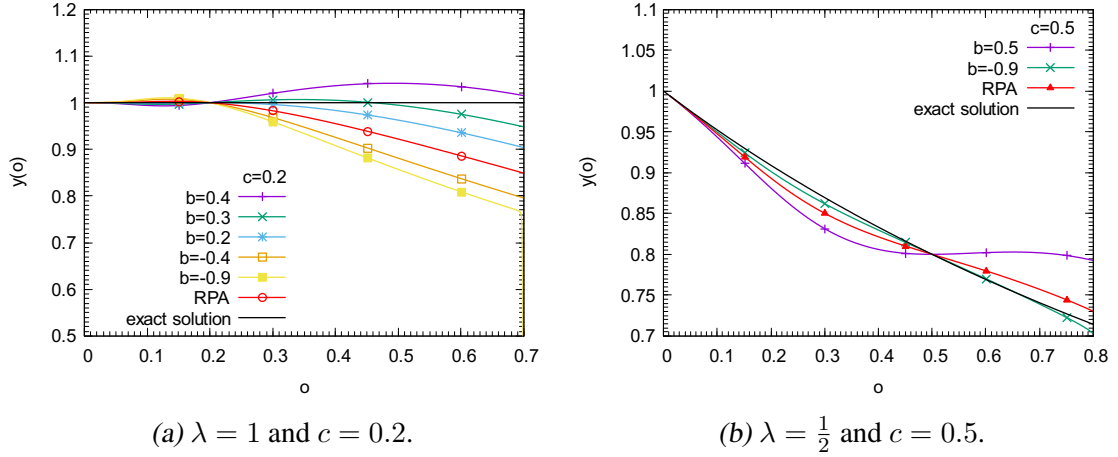 1.2
1.1
1
0.9
0.8
0.7
0.6
0.5
0 0.1 0.2 0.3 0.4 0.5 0.6 0.7
y(o)
o
c=0.2
b=0.4
b=0.3
b=0.2
b=-0.4
b=-0.9
RPA
exact solution
(a) λ = 1 and c = 0.2.
1.1
1.05
1
0.95
0.9
0.85
0.8
0.75
0.7
0 0.1 0.2 0.3 0.4 0.5 0.6 0.7 0.8
y(o)
o
c=0.5
b=0.5
b=-0.9
RPA
exact solution
(b) λ = 1/2 and c = 0.5.